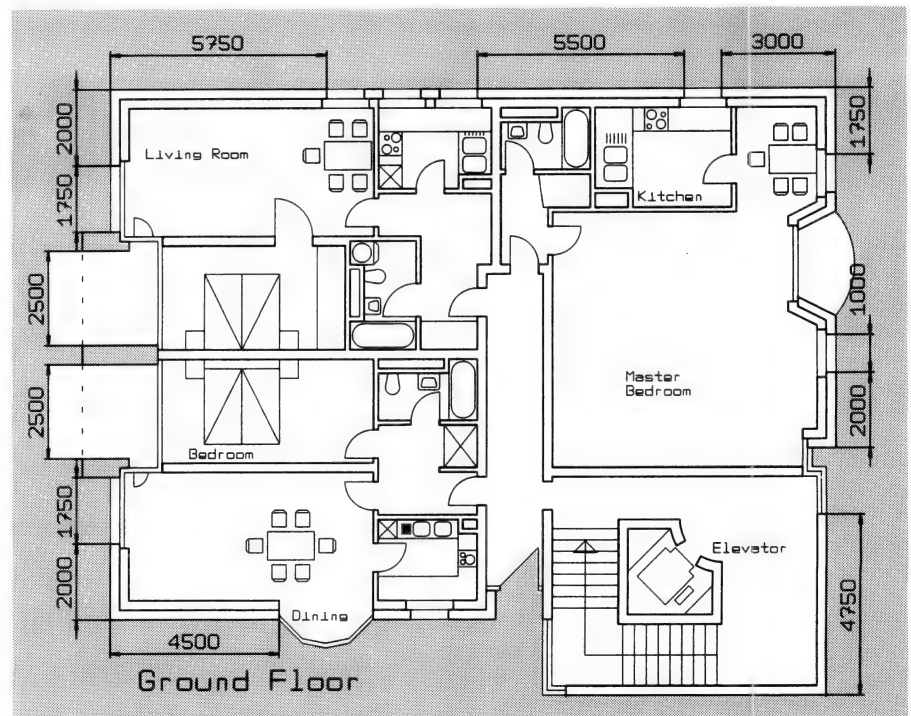 5750
5500
3000
2000
1750
Living Room
Kitchen
1750
2500
1000
Master
Bedroom
2500
2000
Bedroom
1750
Elevator
2000
Dining
4750
4500
Ground Floor